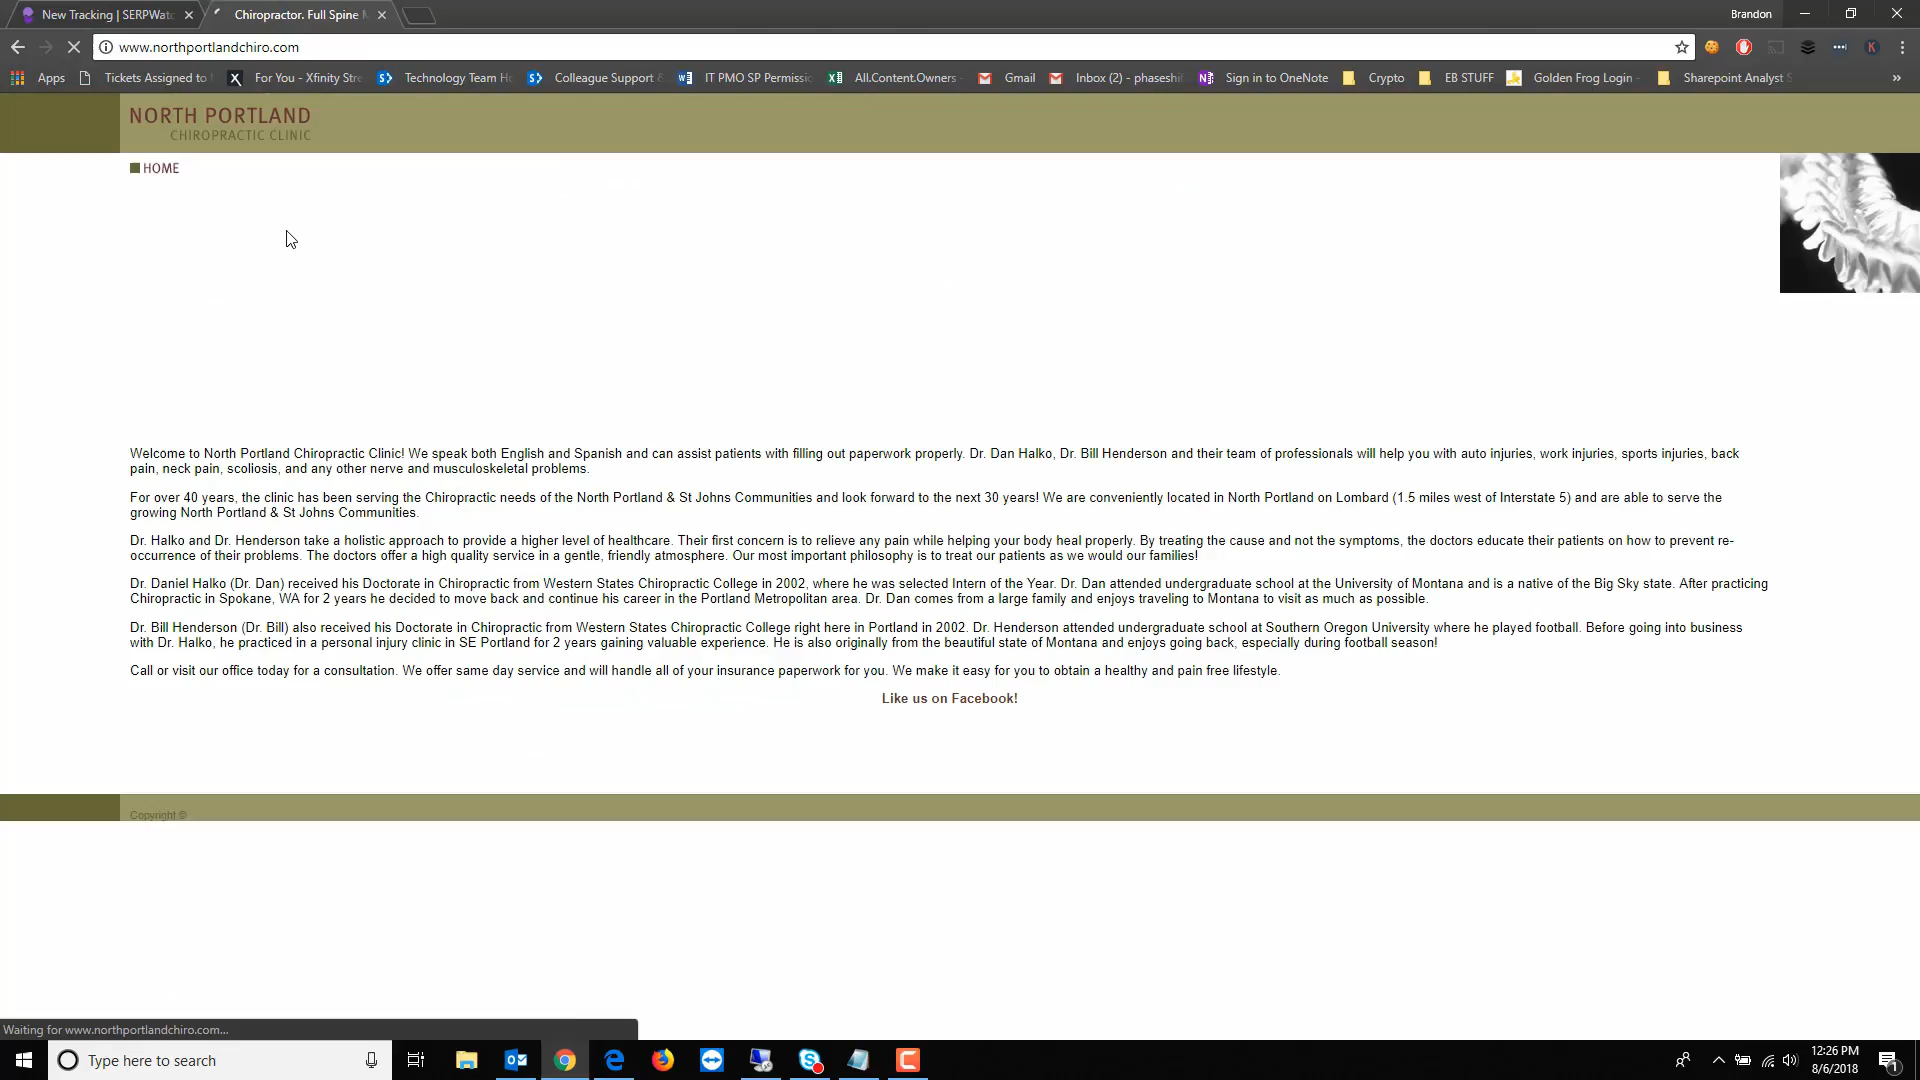 New Tracking | SERPWatc
Chiropractor. Full Spine M
Brandon
www.northportlandchiro.com
Apps
Tickets Assigned to
For You - Xfinity Stre
Technology Team Ho
Colleague Support &
IT PMO SP Permissio
All.Content.Owners
Gmail
Inbox (2) - phaseshif
Sign in to OneNote
Crypto
EB STUFF
Golden Frog Login -
Sharepoint Analyst S
»
NORTH PORTLAND
CHIROPRACTIC CLINIC
HOME
Welcome to North Portland Chiropractic Clinic! We speak both English and Spanish and can assist patients with filling out paperwork properly. Dr. Dan Halko, Dr. Bill Henderson and their team of professionals will help you with auto injuries, work injuries, sports injuries, back
pain, neck pain, scoliosis, and any other nerve and musculoskeletal problems.
For over 40 years, the clinic has been serving the Chiropractic needs of the North Portland & St Johns Communities and look forward to the next 30 years! We are conveniently located in North Portland on Lombard (1.5 miles west of Interstate 5) and are able to serve the
growing North Portland & St Johns Communities.
Dr. Halko and Dr. Henderson take a holistic approach to provide a higher level of healthcare. Their first concern is to relieve any pain while helping your body heal properly. By treating the cause and not the symptoms, the doctors educate their patients on how to prevent re-
occurrence of their problems. The doctors offer a high quality service in a gentle, friendly atmosphere. Our most important philosophy is to treat our patients as we would our families!
Dr. Daniel Halko (Dr. Dan) received his Doctorate in Chiropractic from Western States Chiropractic College in 2002, where he was selected Intern of the Year. Dr. Dan attended undergraduate school at the University of Montana and is a native of the Big Sky state. After practicing
Chiropractic in Spokane, WA for 2 years he decided to move back and continue his career in the Portland Metropolitan area. Dr. Dan comes from a large family and enjoys traveling to Montana to visit as much as possible.
Dr. Bill Henderson (Dr. Bill) also received his Doctorate in Chiropractic from Western States Chiropractic College right here in Portland in 2002. Dr. Henderson attended undergraduate school at Southern Oregon University where he played football. Before going into business
with Dr. Halko, he practiced in a personal injury clinic in SE Portland for 2 years gaining valuable experience. He is also originally from the beautiful state of Montana and enjoys going back, especially during football season!
Call or visit our office today for a consultation. We offer same day service and will handle all of your insurance paperwork for you. We make it easy for you to obtain a healthy and pain free lifestyle.
Like us on Facebook!
Copyright ©
Waiting for www.northportlandchiro.com...
Type here to search
12:26 PM
8/6/2018
1